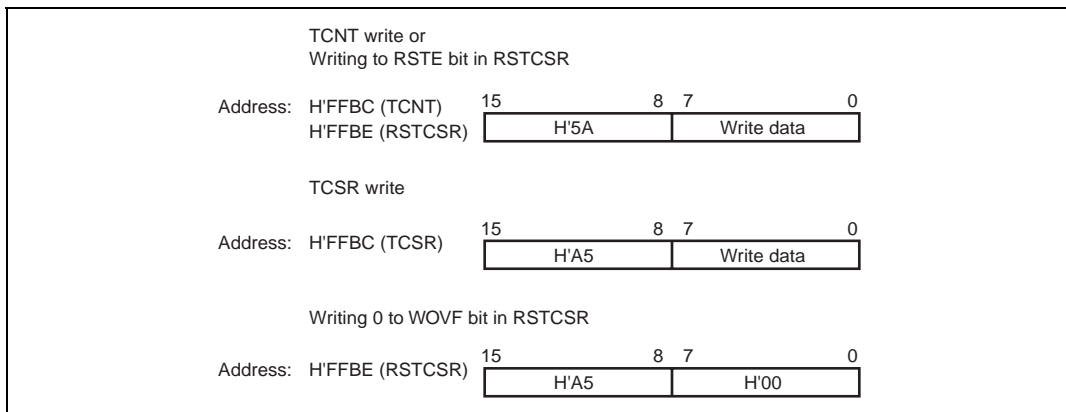 TCNT write or
Writing to RSTE bit in RSTCSR
Address: H'FFBC (TCNT)
H'FFBE (RSTCSR)
15 8 7 0
H'5A Write data
TCSR write
Address: H'FFBC (TCSR)
15 8 7 0
H'A5 Write data
Writing 0 to WOVF bit in RSTCSR
Address: H'FFBE (RSTCSR)
15 8 7 0
H'A5 H'00